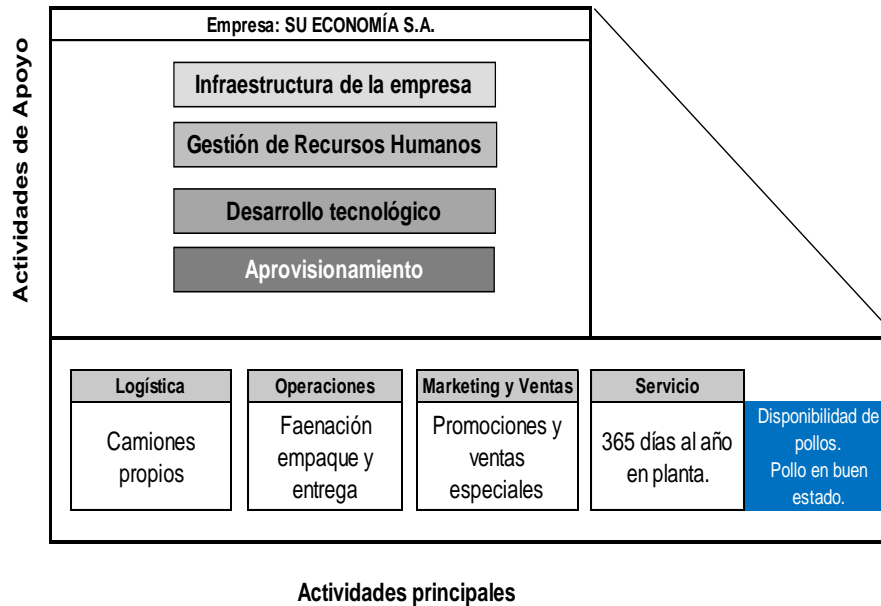 Empresa: SU ECONOMÍA S.A.
Actividades de Apoyo
Infraestructura de la empresa
Gestión de Recursos Humanos
Desarrollo tecnológico
Aprovisionamiento
Logística
Camiones
propios
Operaciones
Faenación
empaque y
entrega
Marketing y Ventas
Promociones y
ventas
especiales
Servicio
365 días al año
en planta.
Disponibilidad de
pollos.
Pollo en buen
estado.
Actividades principales